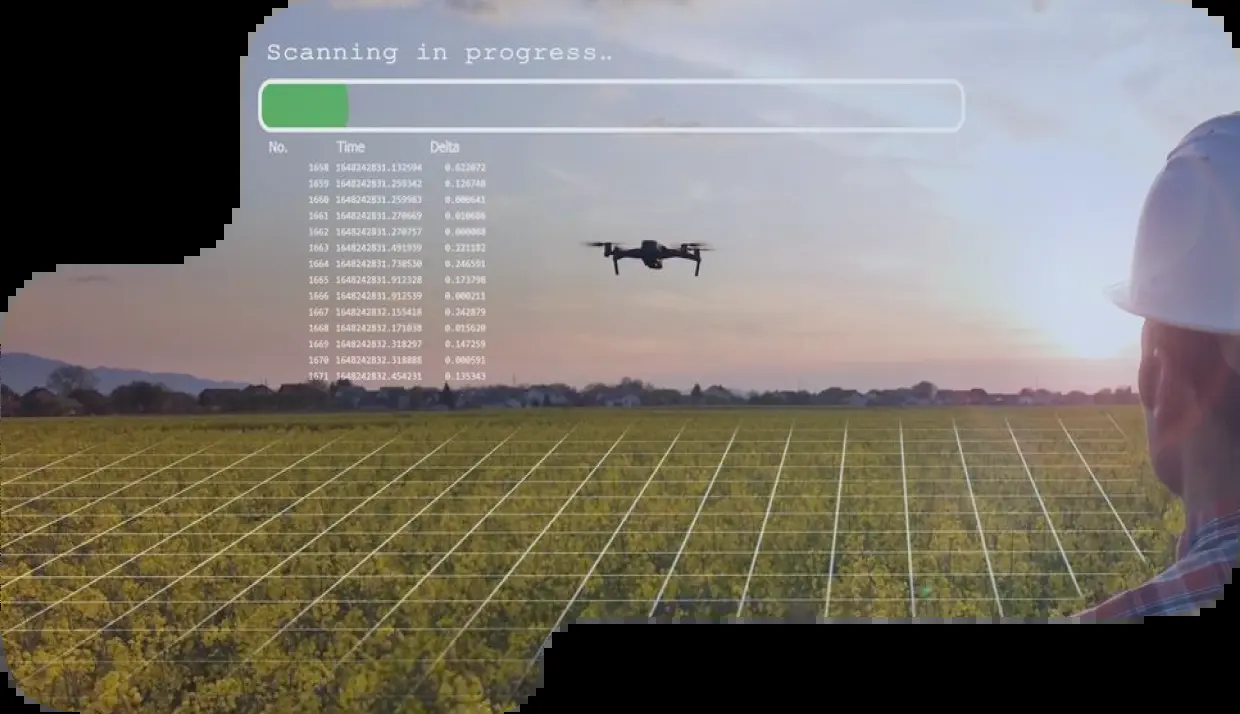 Scanning in progress..
No. Time Delta
1658 1648242831.132594 0.622072
1659 1648242831.259342 0.126748
1660 1648242831.259983 0.000641
1661 1648242831.270669 0.010686
1662 1648242831.270757 0.000088
1663 1648242831.491939 0.221182
1664 1648242831.738530 0.246591
1665 1648242831.912328 0.173798
1666 1648242831.912539 0.000211
1667 1648242832.155418 0.242879
1668 1648242832.171038 0.015620
1669 1648242832.318297 0.147259
1670 1648242832.318888 0.000591
1671 1648242832.454231 0.135343